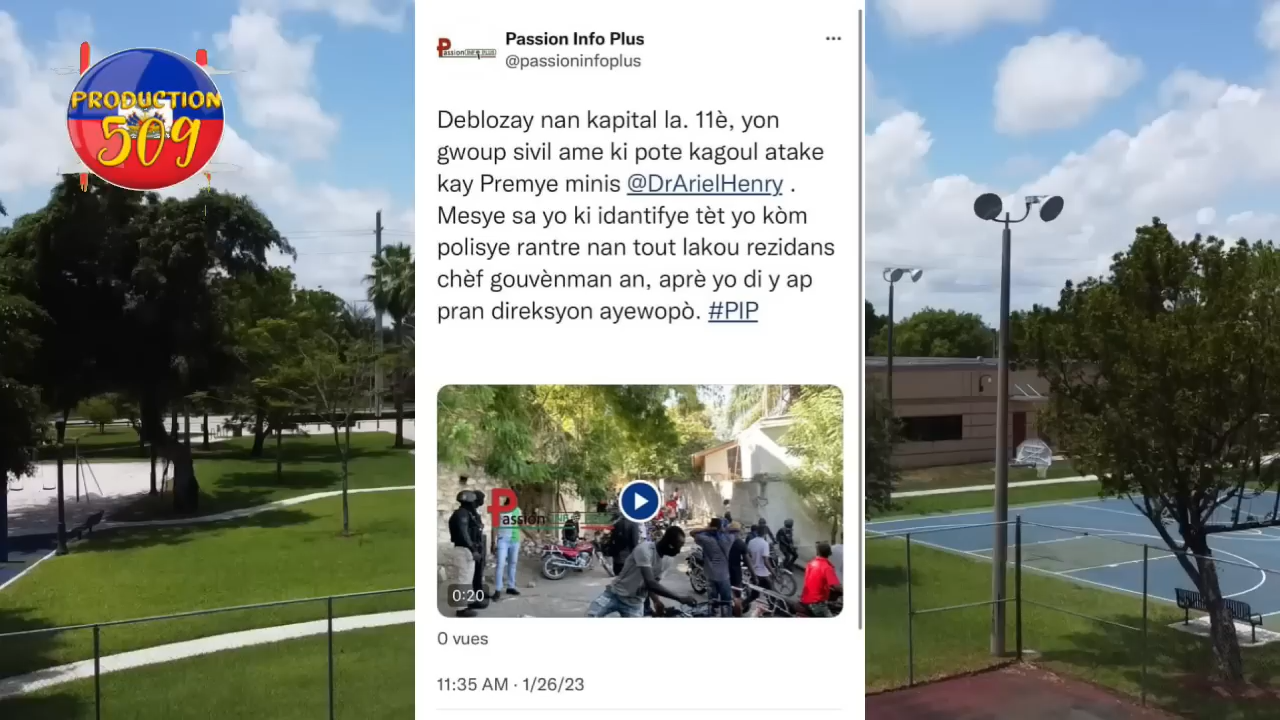 PRODUCTION
509
Passion Info Plus
@passioninfoplus
Deblozay nan kapital la. 11è, yon
gwoup sivil ame ki pote kagoul atake
kay Premye minis @DrArielHenry .
Mesye sa yo ki idantifye tèt yo kòm
polisye rantre nan tout lakou rezidans
chèf gouvènman an, aprè yo di y ap
pran direksyon ayewopò. #PIP
0:20
0 vues
11:35 AM · 1/26/23